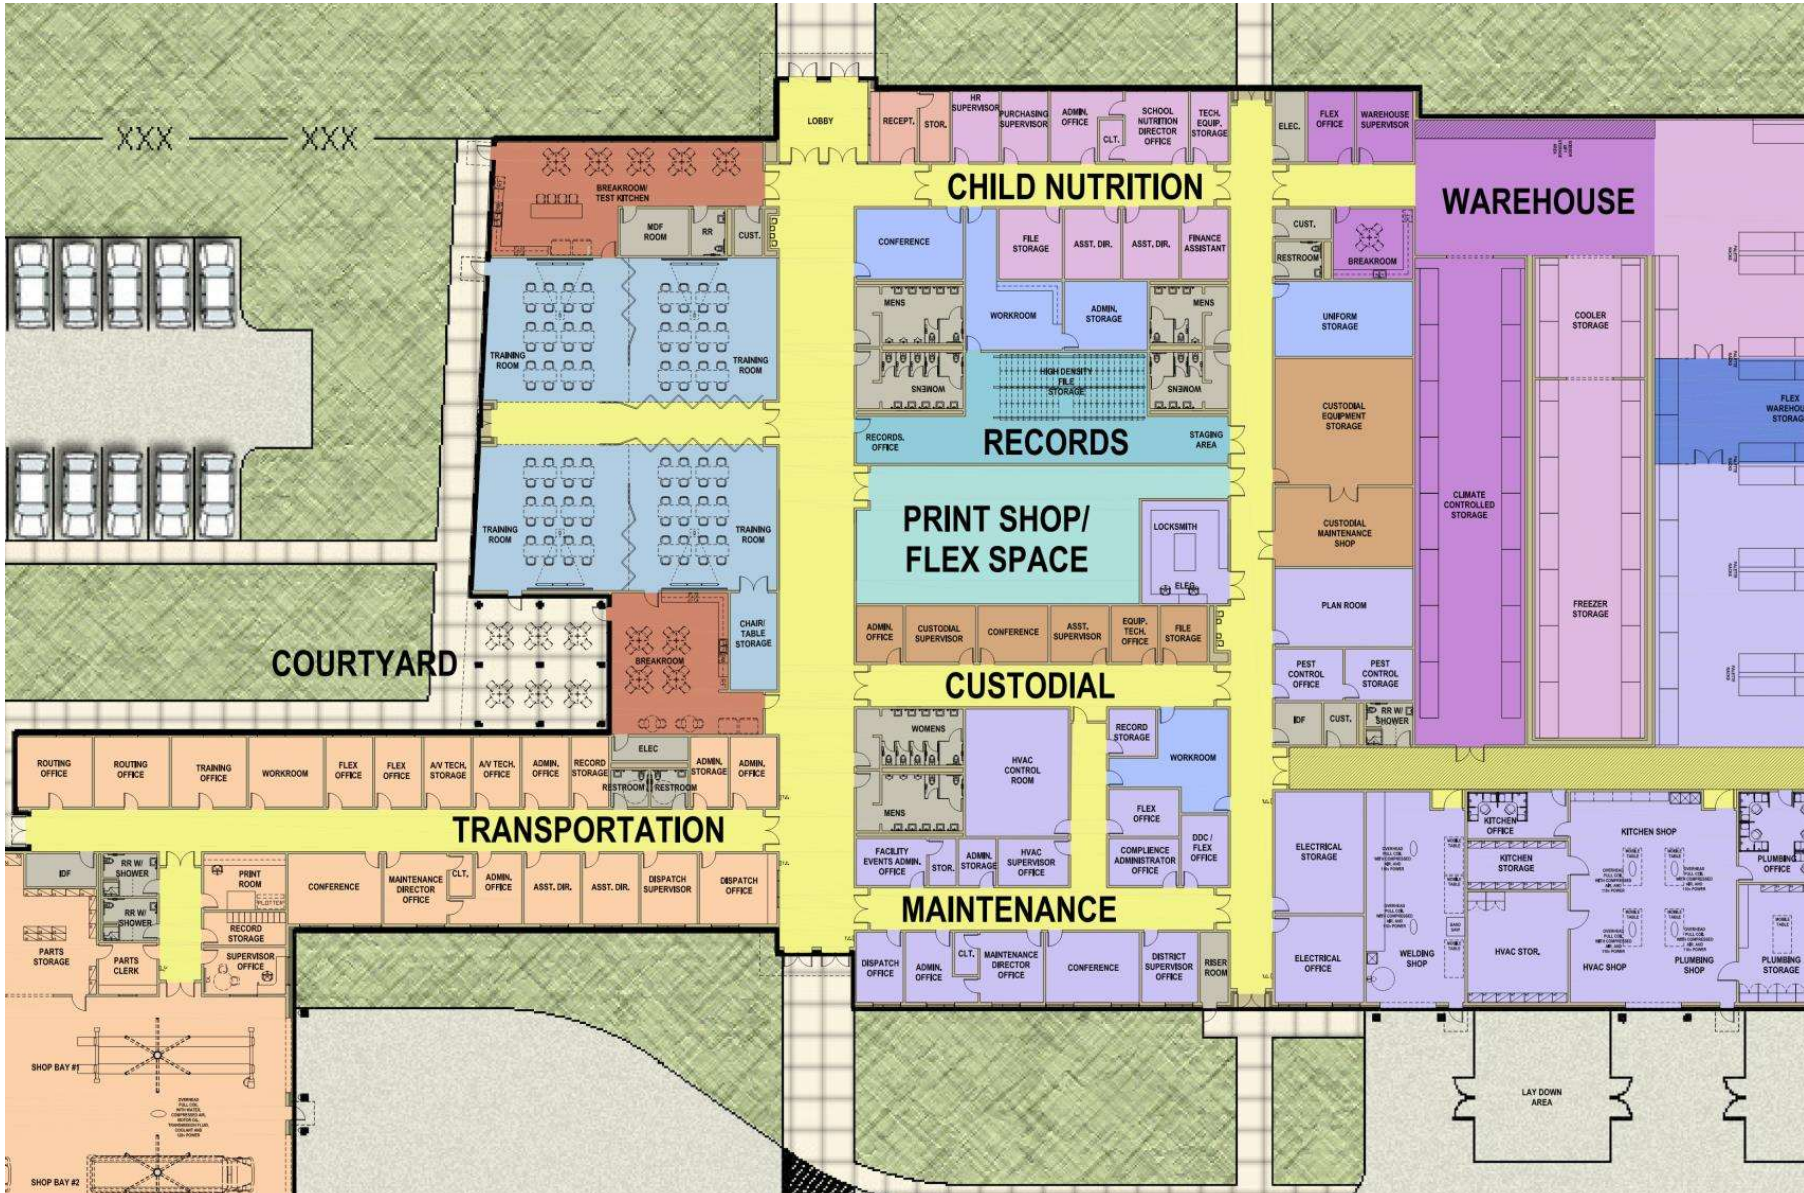 XXX
XXX
LOBBY
RECEPT.
STOR.
HR
SUPERVISOR
PURCHASING
SUPERVISOR
ADMIN.
OFFICE
CLT.
SCHOOL
NUTRITION
DIRECTOR
OFFICE
TECH.
EQUIP.
STORAGE
ELEC.
FLEX
OFFICE
WAREHOUSE
SUPERVISOR
BREAKROOM/
TEST KITCHEN
CHILD NUTRITION
WAREHOUSE
MDF
ROOM
RR
CUST.
CONFERENCE
FILE
STORAGE
ASST. DIR.
ASST. DIR.
FINANCE
ASSISTANT
CUST.
RESTROOM
BREAKROOM
MENS
WORKROOM
ADMIN.
STORAGE
MENS
UNIFORM
STORAGE
COOLER
STORAGE
TRAINING
ROOM
TRAINING
ROOM
WOMENS
HIGH DENSITY
FILE
STORAGE
WOMENS
CUSTODIAL
EQUIPMENT
STORAGE
FLEX
RECORDS.
OFFICE
RECORDS
STAGING
AREA
TRAINING
ROOM
TRAINING
ROOM
PRINT SHOP/
FLEX SPACE
LOCKSMITH
ELEC.
CUSTODIAL
MAINTENANCE
SHOP
CLIMATE
CONTROLLED
STORAGE
FREEZER
STORAGE
PLAN ROOM
COURTYARD
BREAKROOM
CHAIR/
TABLE
STORAGE
ADMIN.
OFFICE
CUSTODIAL
SUPERVISOR
CONFERENCE
ASST.
SUPERVISOR
EQUIP.
TECH.
OFFICE
FILE
STORAGE
CUSTODIAL
PEST
CONTROL
OFFICE
PEST
CONTROL
STORAGE
IDF
CUST.
RR W/
SHOWER
ROUTING
OFFICE
ROUTING
OFFICE
TRAINING
OFFICE
WORKROOM
FLEX
OFFICE
FLEX
OFFICE
A/V TECH,
STORAGE
A/V TECH.
OFFICE
ADMIN.
OFFICE
RECORD
STORAGE
ELEC
RESTROOM
RESTROOM
ADMIN.
STORAGE
ADMIN.
OFFICE
WOMENS
MENS
HVAC
CONTROL
ROOM
RECORD
STORAGE
WORKROOM
FLEX
OFFICE
TRANSPORTATION
FACILITY
EVENTS ADMIN.
OFFICE
STOR.
ADMIN.
STORAGE
HVAC
SUPERVISOR
OFFICE
COMPLIENCE
ADMINISTRATOR
OFFICE
DDC /
FLEX
OFFICE
ELECTRICAL
STORAGE
KITCHEN
OFFICE
KITCHEN SHOP
KITCHEN
STORAGE
PLUMBING
OFFICE
IDF
RR W/
SHOWER
RR W/
SHOWER
PRINT
ROOM
PLOTTER
CONFERENCE
MAINTENANCE
DIRECTOR
OFFICE
CLT.
ADMIN.
OFFICE
ASST. DIR.
ASST. DIR.
DISPATCH
SUPERVISOR
DISPATCH
OFFICE
MAINTENANCE
PARTS
STORAGE
PARTS
CLERK
RECORD
STORAGE
SUPERVISOR
OFFICE
DISPATCH
OFFICE
ADMIN.
OFFICE
CLT.
MAINTENANCE
DIRECTOR
OFFICE
CONFERENCE
DISTRICT
SUPERVISOR
OFFICE
RISER
ROOM
ELECTRICAL
OFFICE
WELDING
SHOP
HVAC STOR.
HVAC SHOP
PLUMBING
SHOP
PLUMBING
STORAGE
SHOP BAY #1
SHOP BAY #2
LAY DOWN
AREA